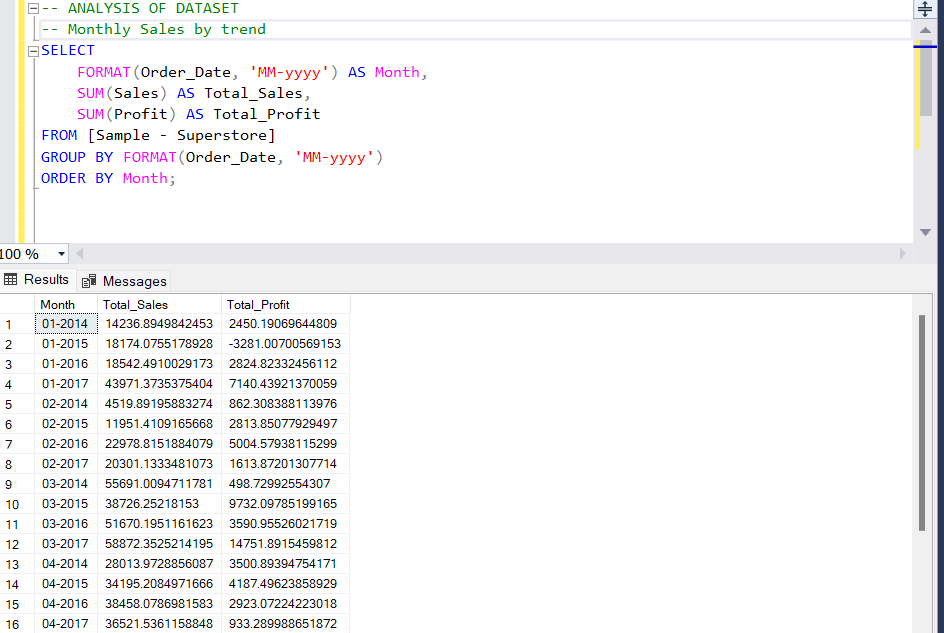 -- ANALYSIS OF DATASET
-- Monthly Sales by trend
SELECT
FORMAT(Order_Date, 'MM-yyyy') AS Month,
SUM(Sales) AS Total_Sales,
SUM(Profit) AS Total_Profit
FROM [Sample - Superstore]
GROUP BY FORMAT(Order_Date, 'MM-yyyy')
ORDER BY Month;
100 %
Results Messages
Month Total_Sales Total_Profit
1 01-2014 14236.8949842453 2450.19069644809
2 01-2015 18174.0755178928 -3281.00700569153
3 01-2016 18542.4910029173 2824.82332456112
4 01-2017 43971.3735375404 7140.43921370059
5 02-2014 4519.89195883274 862.308388113976
6 02-2015 11951.4109165668 2813.85077929497
7 02-2016 22978.8151884079 5004.57938115299
8 02-2017 20301.1333481073 1613.87201307714
9 03-2014 55691.0094711781 498.72992554307
10 03-2015 38726.25218153 9732.09785199165
11 03-2016 51670.1951161623 3590.95526021719
12 03-2017 58872.3525214195 14751.8915459812
13 04-2014 28013.9728856087 3500.89394754171
14 04-2015 34195.2084971666 4187.49623858929
15 04-2016 38458.0786981583 2923.07224223018
16 04-2017 36521.5361158848 933.289988651872